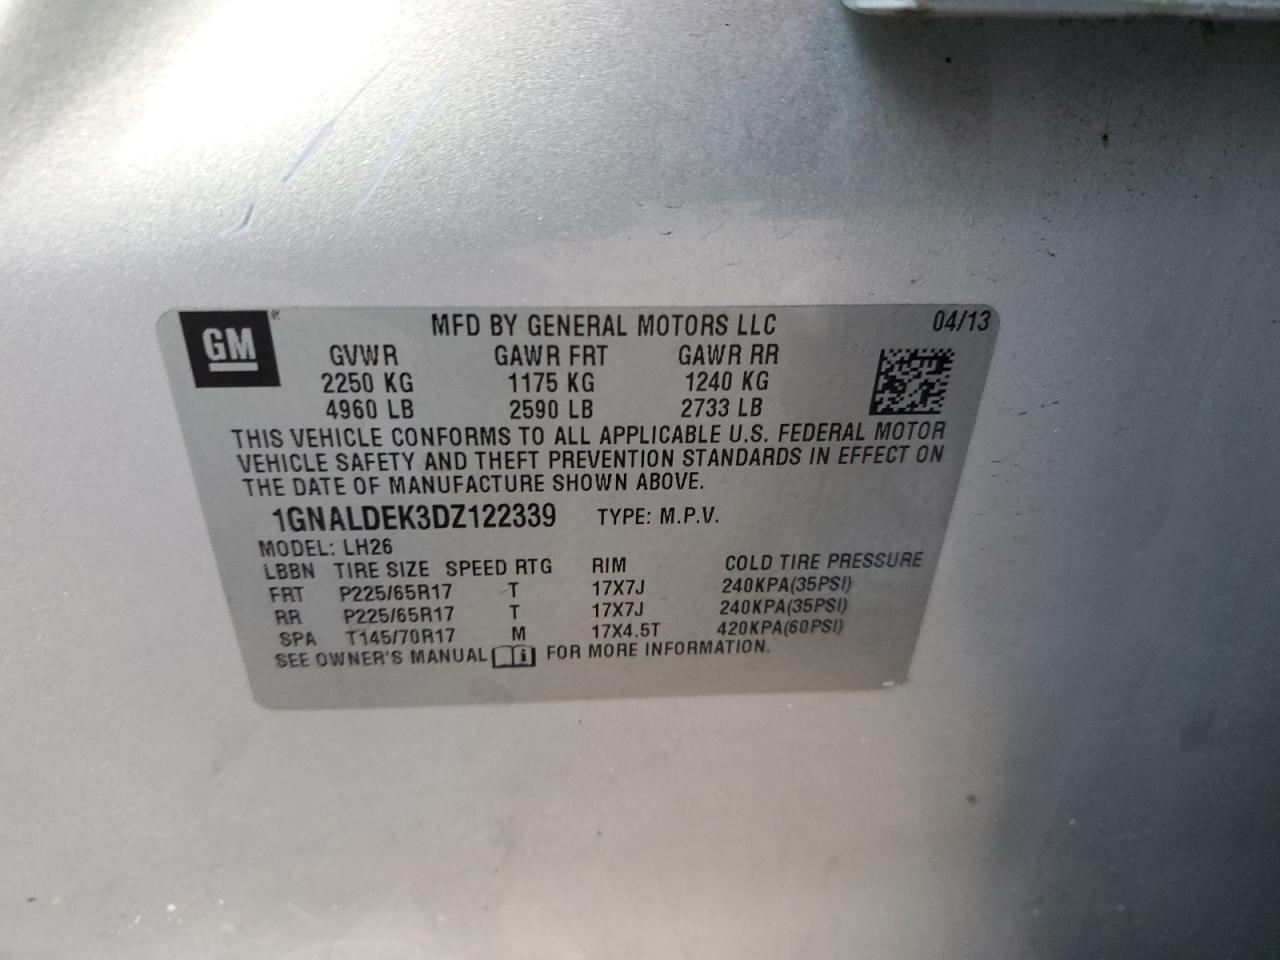 GM® MFD BY GENERAL MOTORS LLC 04/13
GVWR GAWR FRT GAWR RR
2250 KG 1175 KG 1240 KG
4960 LB 2590 LB 2733 LB
THIS VEHICLE CONFORMS TO ALL APPLICABLE U.S. FEDERAL MOTOR
VEHICLE SAFETY AND THEFT PREVENTION STANDARDS IN EFFECT ON
THE DATE OF MANUFACTURE SHOWN ABOVE.
1GNALDEK3DZ122339 TYPE: M.P.V.
MODEL: LH26
LBBN TIRE SIZE SPEED RTG RIM COLD TIRE PRESSURE
FRT P225/65R17 T 17X7J 240KPA(35PSI)
RR P225/65R17 T 17X7J 240KPA(35PSI)
SPA T145/70R17 M 17X4.5T 420KPA(60PSI)
SEE OWNER'S MANUAL i FOR MORE INFORMATION.